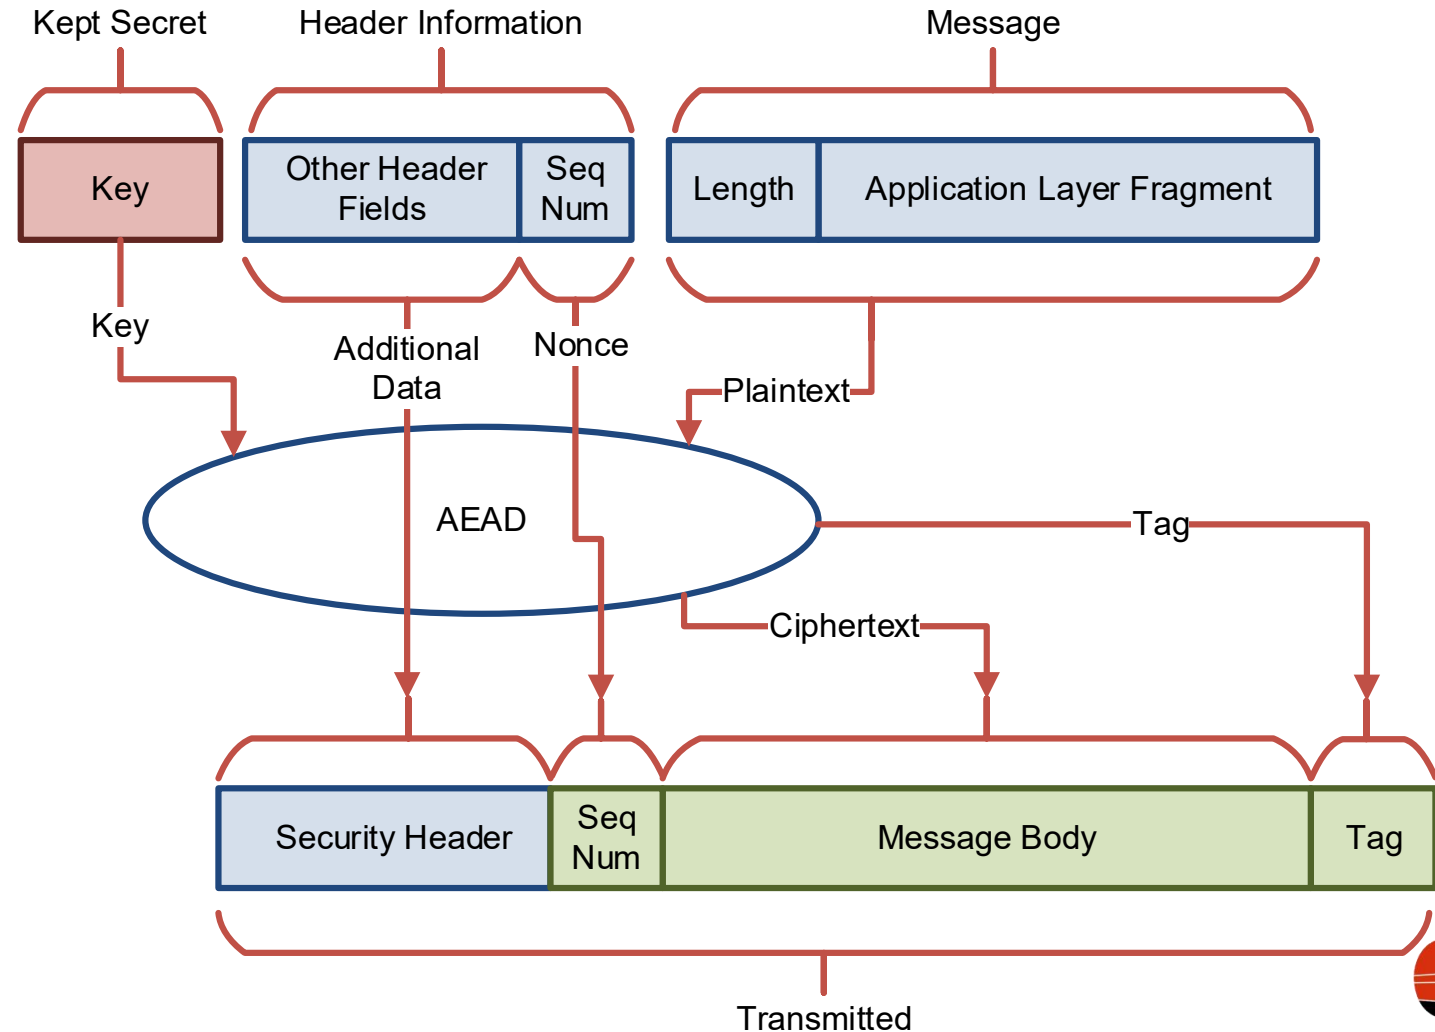 Kept Secret
Header Information
Message
Key
Other Header
Fields
Seq
Num
Length
Application Layer Fragment
Key
Additional
Data
Nonce
Plaintext
AEAD
Tag
Ciphertext
Security Header
Seq
Num
Message Body
Tag
Transmitted